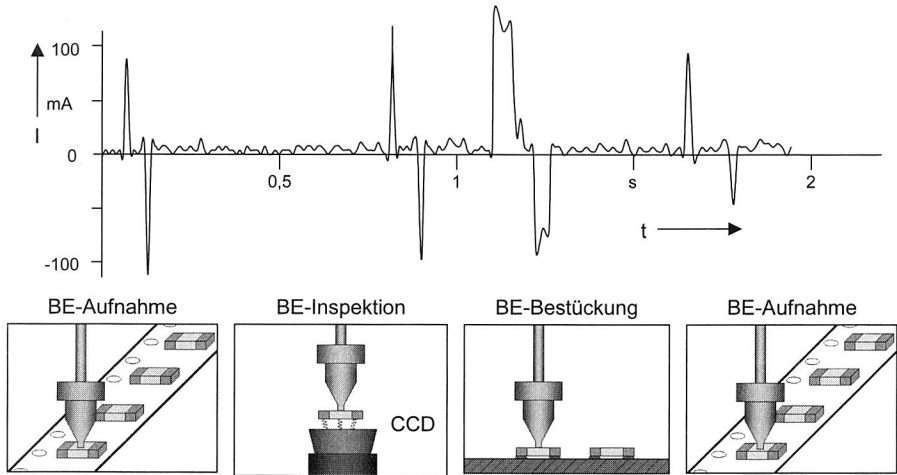 100
mA
I
0
-100
0,5
1
s
2
t
BE-Aufnahme
BE-Inspektion
BE-Bestückung
BE-Aufnahme
CCD